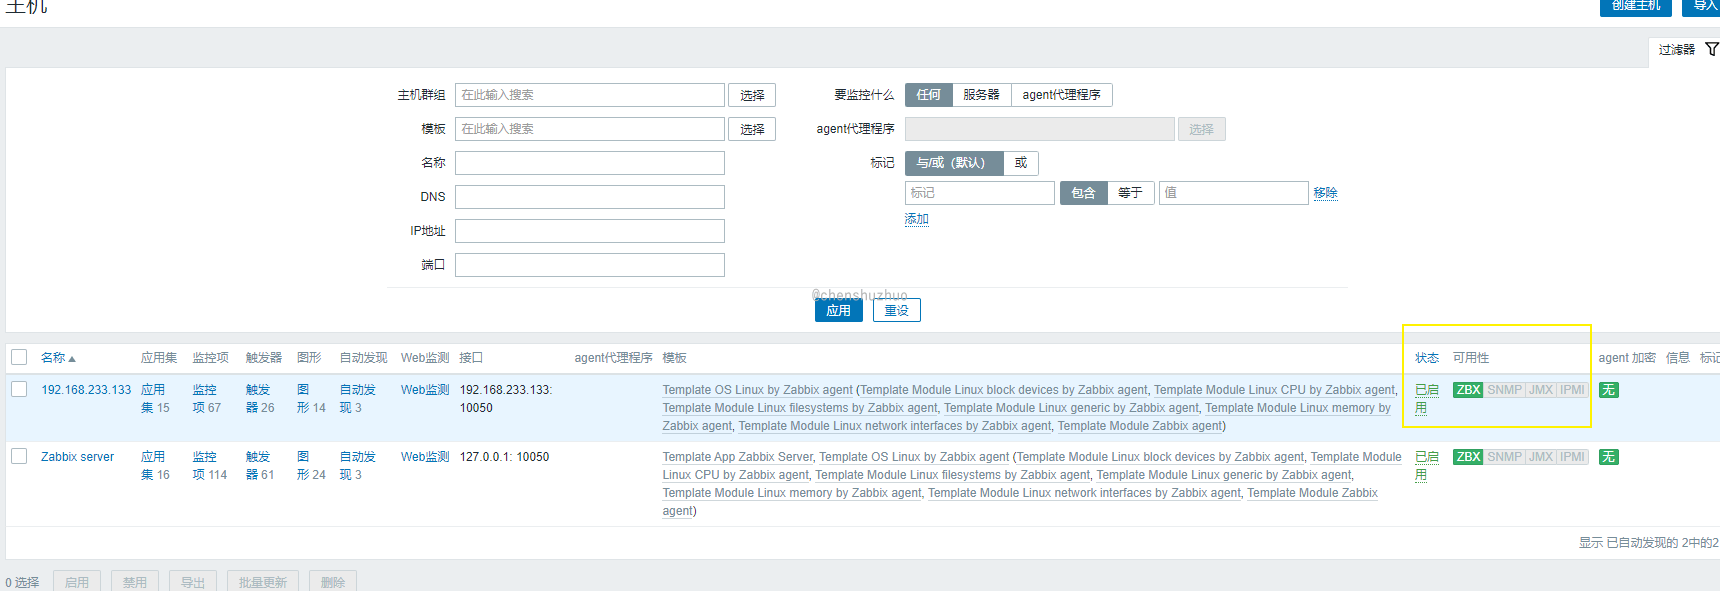 主机
创建主机 导入
过滤器
主机群组 在此输入搜索 选择 要监控什么 任何 服务器 agent代理程序
模板 在此输入搜索 选择 agent代理程序 选择
名称 标记 与/或（默认） 或
DNS 标记 包含 等于 值 移除
添加
IP地址
端口
@chenshuzhuo
应用 重设
名称 应用集 监控项 触发器 图形 自动发现 Web监测 接口 agent代理程序 模板 状态 可用性 agent 加密 信息 标记
192.168.233.133 应用 监控 触发 图 自动发 Web监测 192.168.233.133: Template OS Linux by Zabbix agent (Template Module Linux block devices by Zabbix agent, Template Module Linux CPU by Zabbix agent, 已启 ZBX SNMP JMX IPMI 无
集 15 项 67 器 26 形 14 现 3 10050 Template Module Linux filesystems by Zabbix agent, Template Module Linux generic by Zabbix agent, Template Module Linux memory by 用
Zabbix agent, Template Module Linux network interfaces by Zabbix agent, Template Module Zabbix agent)
Zabbix server 应用 监控 触发 图 自动发 Web监测 127.0.0.1: 10050 Template App Zabbix Server, Template OS Linux by Zabbix agent (Template Module Linux block devices by Zabbix agent, Template Module 已启 ZBX SNMP JMX IPMI 无
集 16 项 114 器 61 形 24 现 3 Linux CPU by Zabbix agent, Template Module Linux filesystems by Zabbix agent, Template Module Linux generic by Zabbix agent, 用
Template Module Linux memory by Zabbix agent, Template Module Linux network interfaces by Zabbix agent, Template Module Zabbix
agent)
显示 已自动发现的 2中的2
0 选择 启用 禁用 导出 批量更新 删除